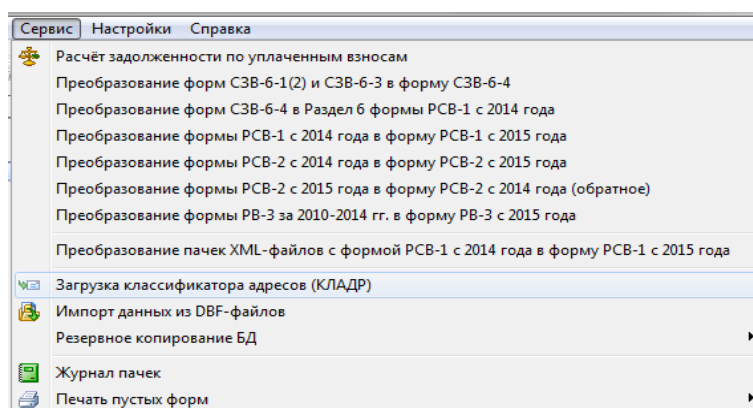 Сервис Настройки Справка
Расчёт задолженности по уплаченным взносам
Преобразование форм СЗВ-6-1(2) и СЗВ-6-3 в форму СЗВ-6-4
Преобразование форм СЗВ-6-4 в Раздел 6 формы РСВ-1 с 2014 года
Преобразование формы РСВ-1 с 2014 года в форму РСВ-1 с 2015 года
Преобразование формы РСВ-2 с 2014 года в форму РСВ-2 с 2015 года
Преобразование формы РСВ-2 с 2015 года в форму РСВ-2 с 2014 года (обратное)
Преобразование формы РВ-3 за 2010-2014 гг. в форму РВ-3 с 2015 года
Преобразование пачек XML-файлов с формой РСВ-1 с 2014 года в форму РСВ-1 с 2015 года
Загрузка классификатора адресов (КЛАДР)
Импорт данных из DBF-файлов
Резервное копирование БД
Журнал пачек
Печать пустых форм